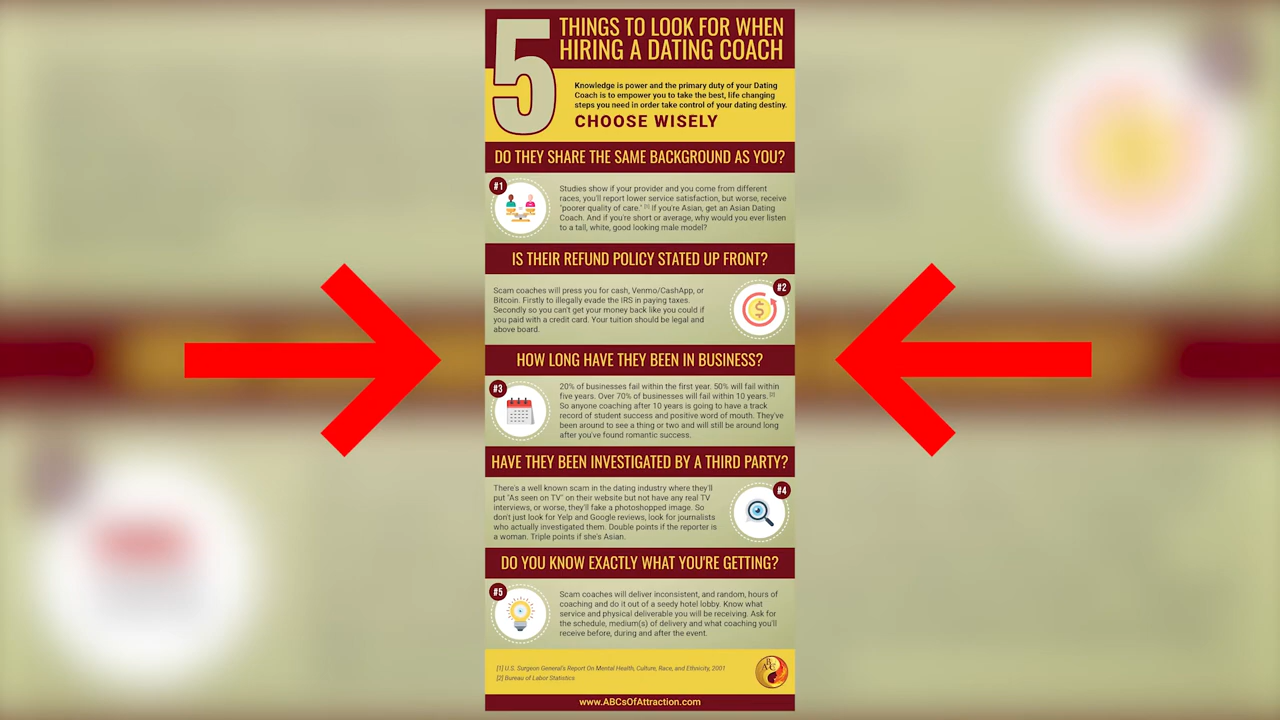 5
THINGS TO LOOK FOR WHEN
HIRING A DATING COACH
Knowledge is power and the primary duty of your Dating
Coach is to empower you to take the best, life changing
steps you need in order take control of your dating destiny.
CHOOSE WISELY
DO THEY SHARE THE SAME BACKGROUND AS YOU?
#1
Studies show if your provider and you come from different
races, you'll report lower service satisfaction, but worse, receive
"poorer quality of care." [1] If you're Asian, get an Asian Dating
Coach. And if you're short or average, why would you ever listen
to a tall, white, good looking male model?
IS THEIR REFUND POLICY STATED UP FRONT?
#2
Scam coaches will press you for cash, Venmo/CashApp, or
Bitcoin. Firstly to illegally evade the IRS in paying taxes.
Secondly so you can't get your money back like you could if
you paid with a credit card. Your tuition should be legal and
above board.
HOW LONG HAVE THEY BEEN IN BUSINESS?
#3
20% of businesses fail within the first year. 50% will fail within
five years. Over 70% of businesses will fail within 10 years. [2]
So anyone coaching after 10 years is going to have a track
record of student success and positive word of mouth. They've
been around to see a thing or two and will still be around long
after you've found romantic success.
HAVE THEY BEEN INVESTIGATED BY A THIRD PARTY?
#4
There's a well known scam in the dating industry where they'll
put "As seen on TV" on their website but not have any real TV
interviews, or worse, they'll fake a photoshopped image. So
don't just look for Yelp and Google reviews, look for journalists
who actually investigated them. Double points if the reporter is
a woman. Triple points if she's Asian.
DO YOU KNOW EXACTLY WHAT YOU'RE GETTING?
#5
Scam coaches will deliver inconsistent, and random, hours of
coaching and do it out of a seedy hotel lobby. Know what
service and physical deliverable you will be receiving. Ask for
the schedule, medium(s) of delivery and what coaching you'll
receive before, during and after the event.
[1] U.S. Surgeon General's Report On Mental Health, Culture, Race, and Ethnicity, 2001
[2] Bureau of Labor Statistics
www.ABCsOfAttraction.com